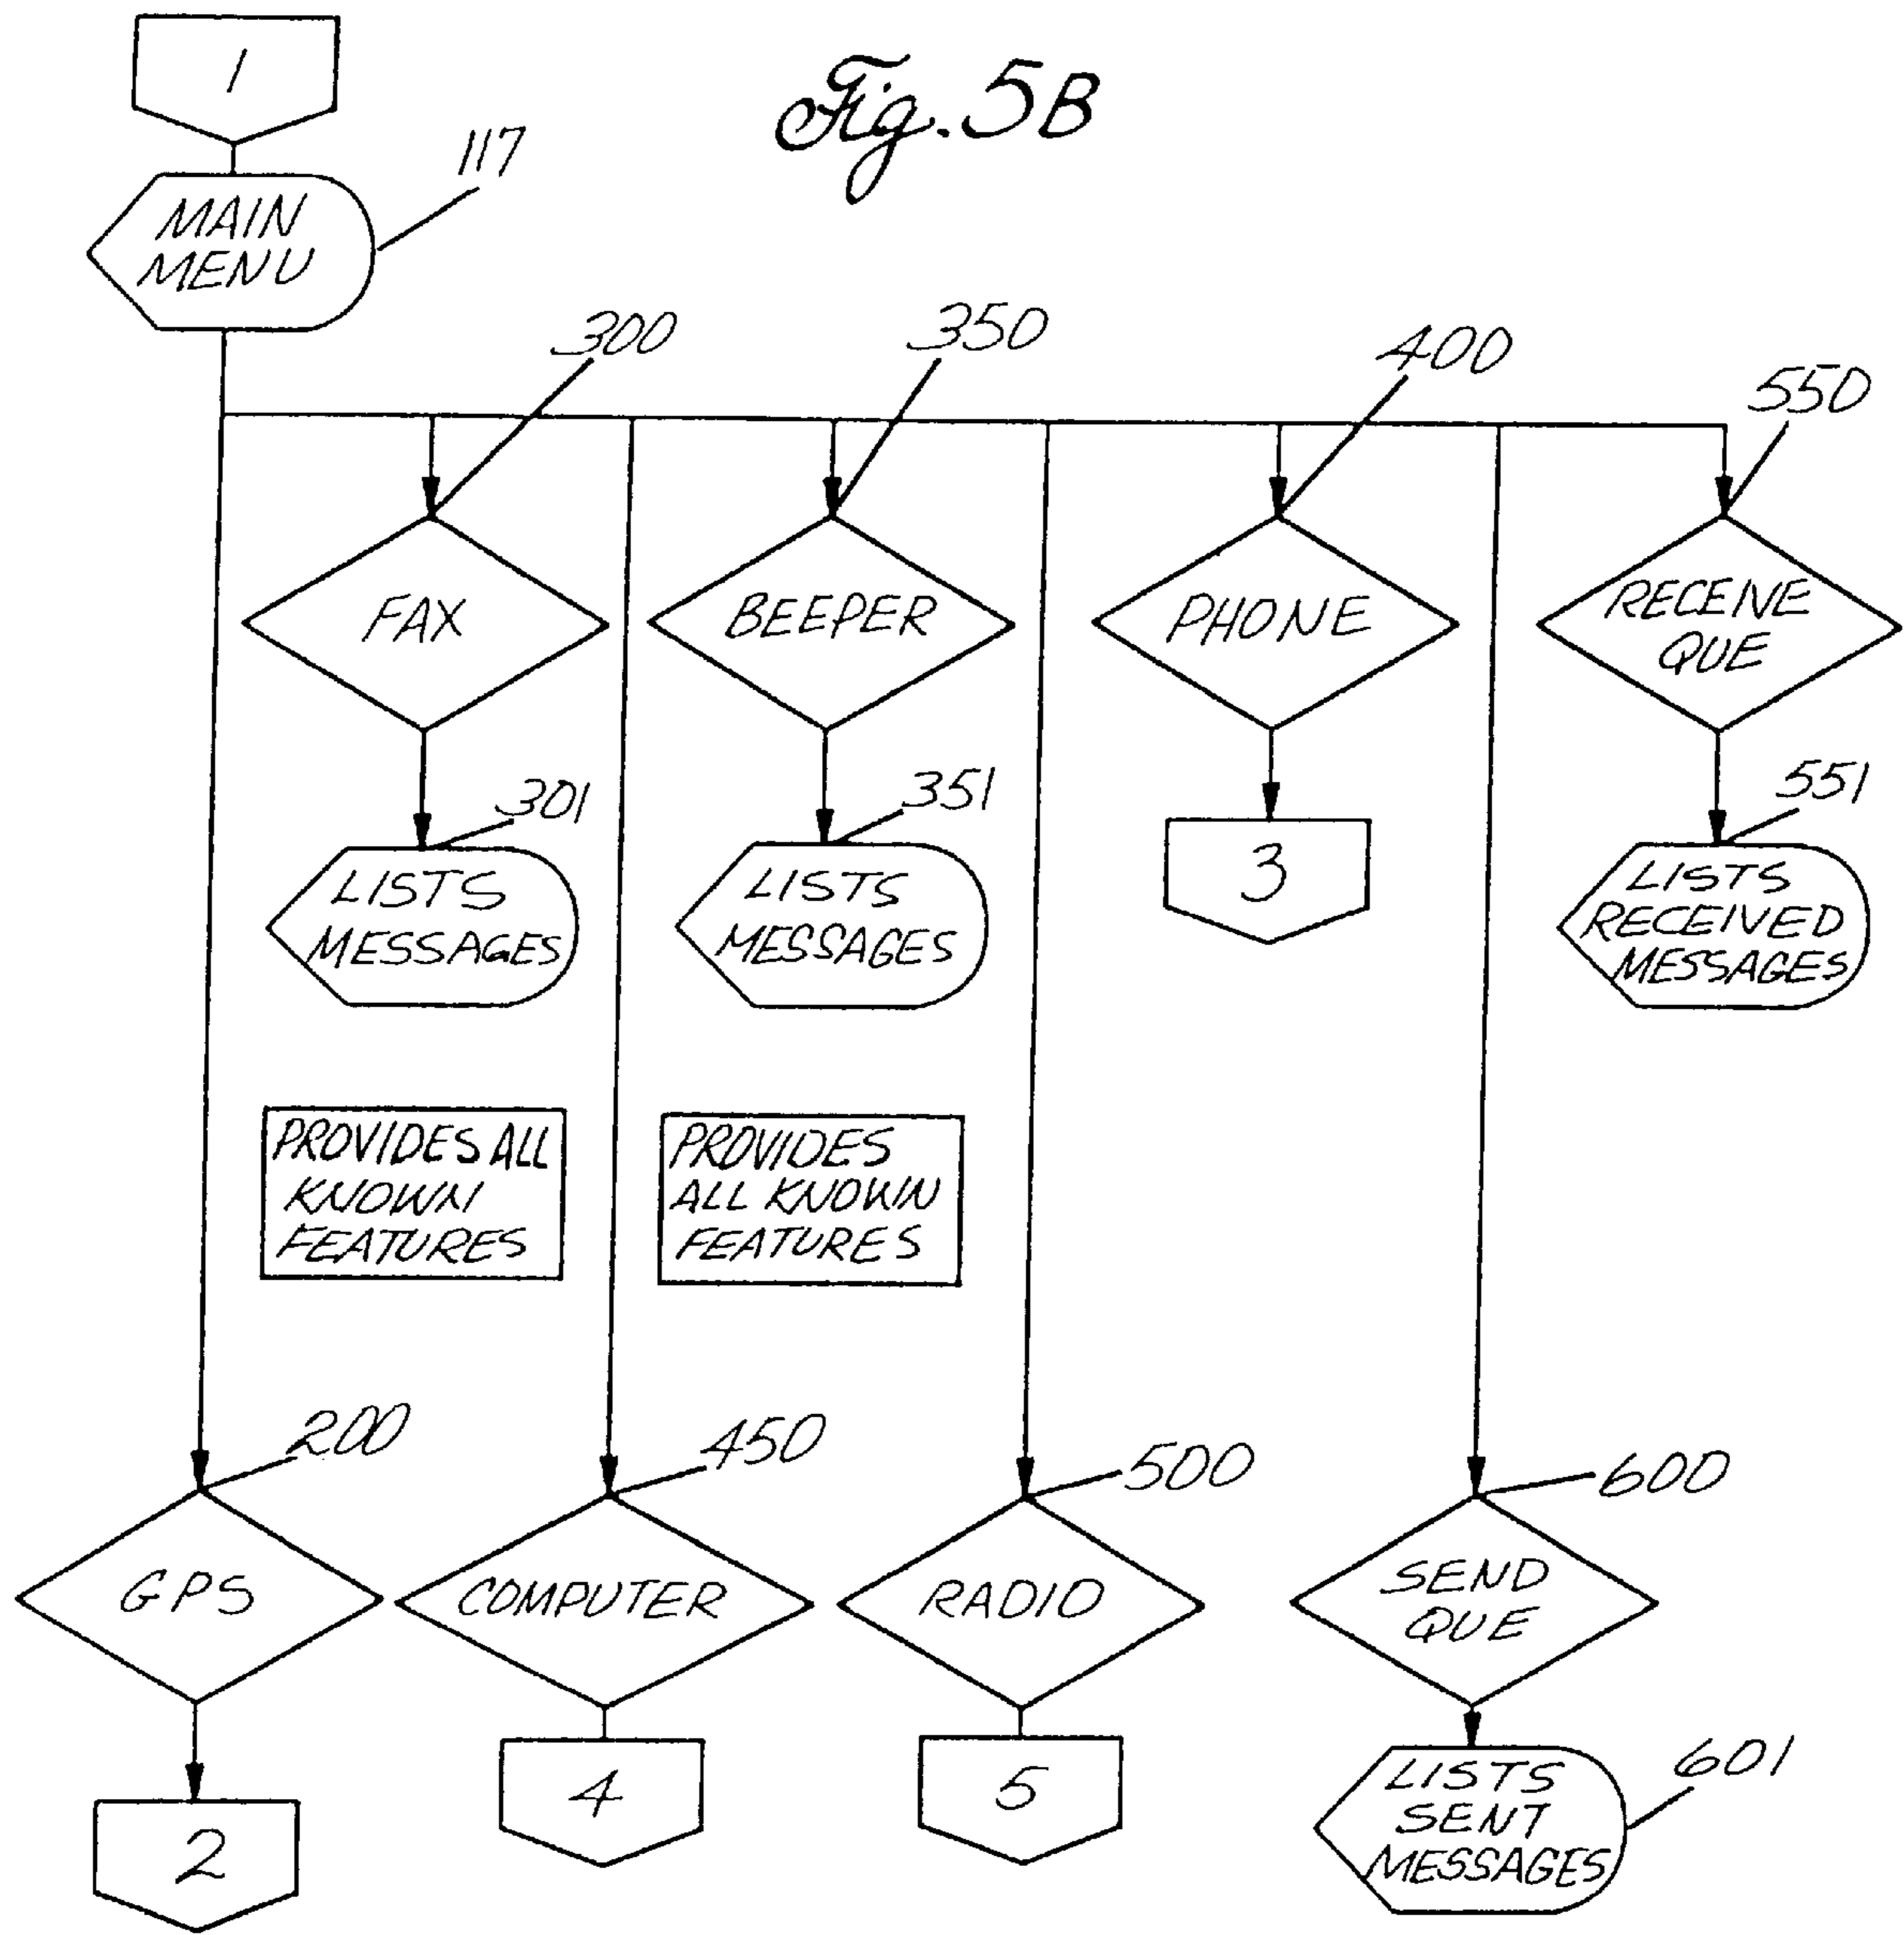 1
Fig. 5B
117
MAIN
MENU
300
350
400
550
FAX
BEEPER
PHONE
RECEIVE
QUE
301
351
551
LISTS
MESSAGES
LISTS
MESSAGES
3
LISTS
RECEIVED
MESSAGES
PROVIDES ALL
KNOWN
FEATURES
PROVIDES
ALL KNOWN
FEATURES
200
450
500
600
GPS
COMPUTER
RADIO
SEND
QUE
2
4
5
601
LISTS
SENT
MESSAGES